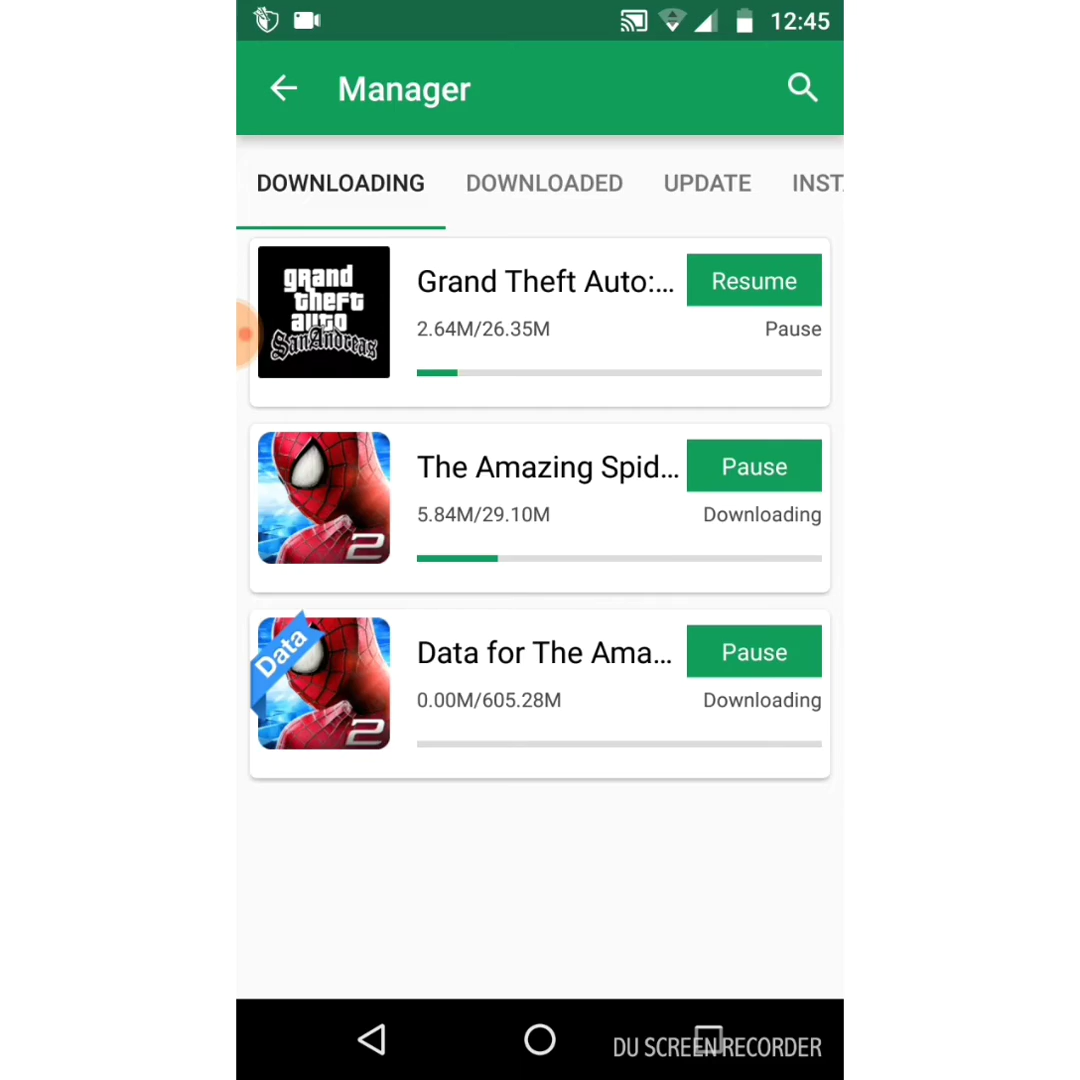 12:45
Manager
DOWNLOADING DOWNLOADED UPDATE INSTA
grand
theft
auto
San Andreas
Grand Theft Auto:...
Resume
2.64M/26.35M
Pause
The Amazing Spid...
Pause
5.84M/29.10M
Downloading
2
Data
Data for The Ama...
Pause
0.00M/605.28M
Downloading
2
DU SCREEN RECORDER